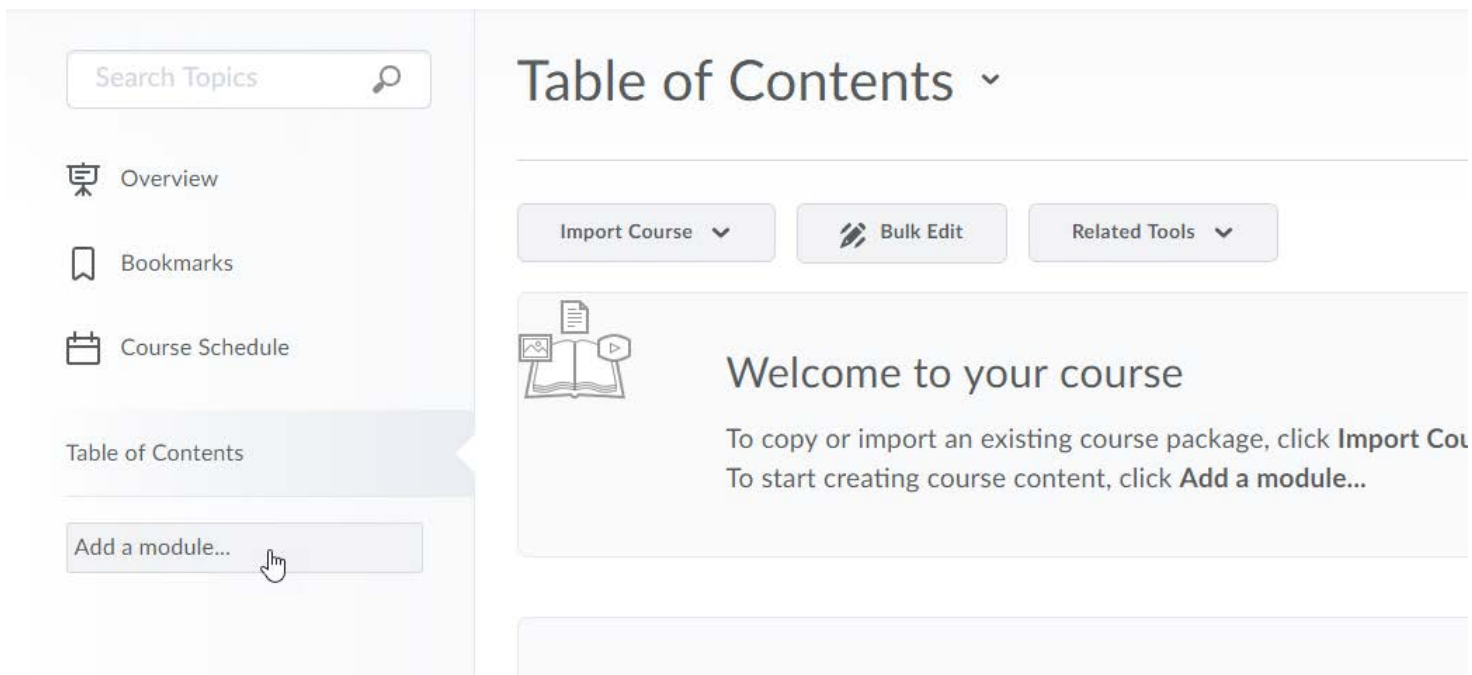 Search Topics
Overview
Bookmarks
Course Schedule
Table of Contents
Add a module...
Table of Contents
Import Course
Bulk Edit
Related Tools
Welcome to your course
To copy or import an existing course package, click Import
To start creating course content, click Add a module...